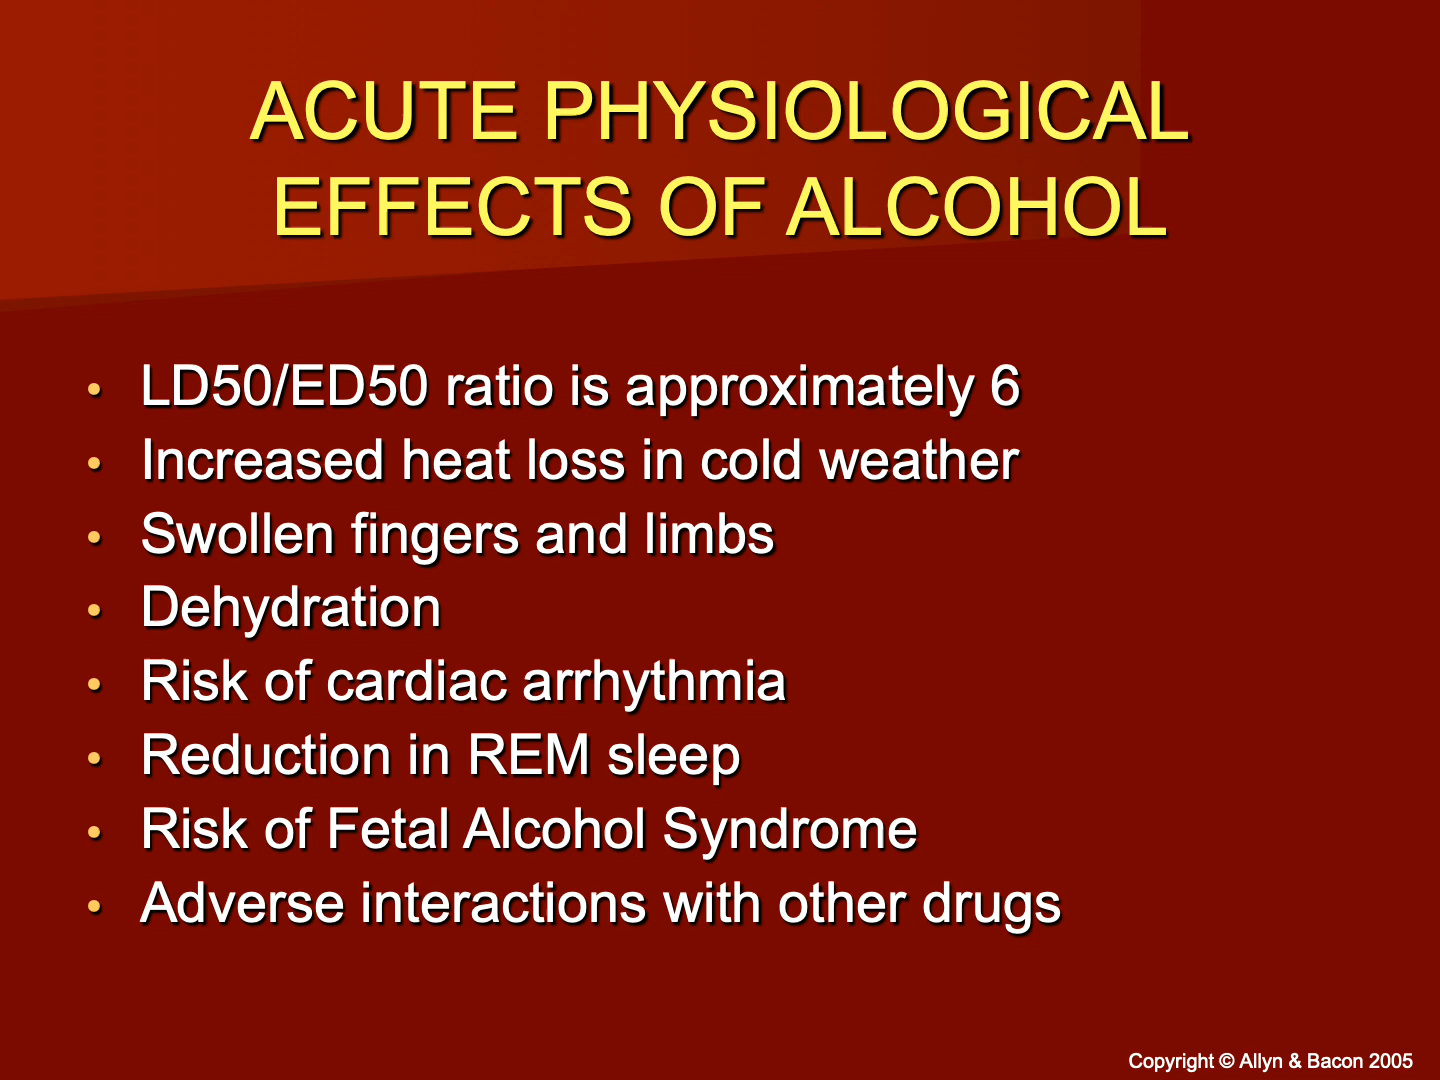 ACUTE PHYSIOLOGICAL
EFFECTS OF ALCOHOL
• LD50/ED50 ratio is approximately 6
• Increased heat loss in cold weather
• Swollen fingers and limbs
• Dehydration
• Risk of cardiac arrhythmia
• Reduction in REM sleep
• Risk of Fetal Alcohol Syndrome
• Adverse interactions with other drugs
Copyright © Allyn & Bacon 2005